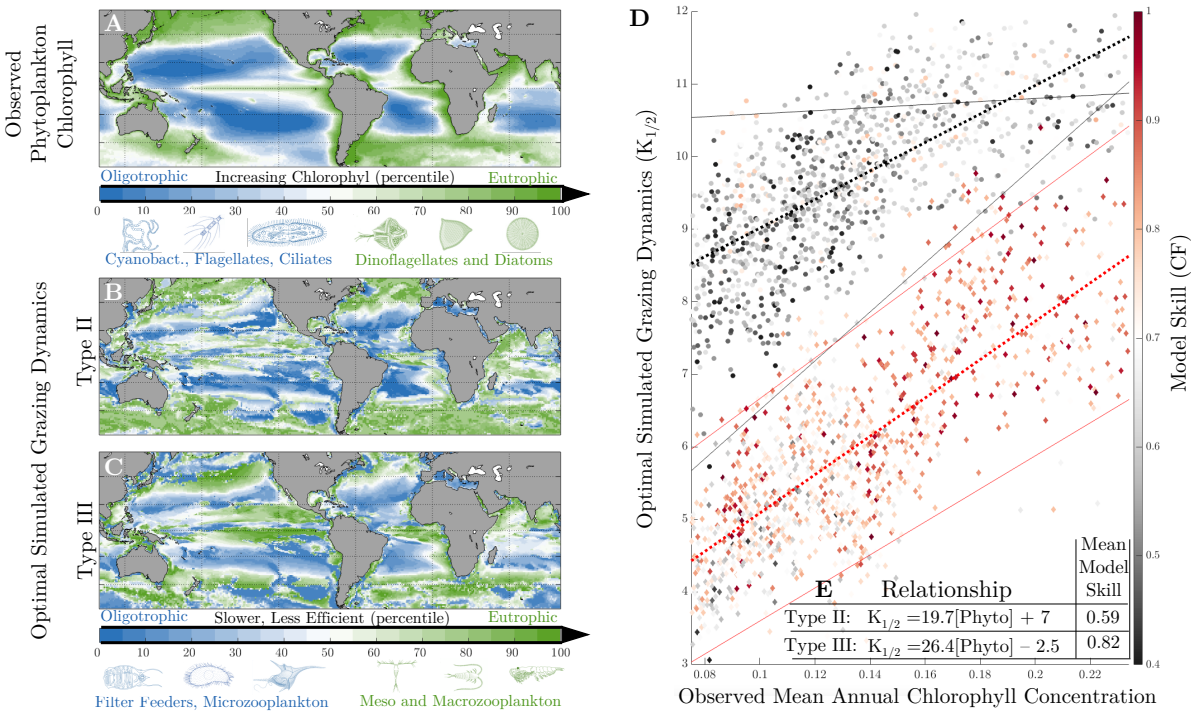 Observed
Phytoplankton
Chlorophyll
A
Oligotrophic
Increasing Chlorophyl (percentile)
Eutrophic
0 10 20 30 40 50 60 70 80 90 100
Cyanobact., Flagellates, Ciliates
Dinoflagellates and Diatoms
Optimal Simulated Grazing Dynamics
Type II
B
Type III
C
Oligotrophic
Slower, Less Efficient (percentile)
Eutrophic
0 10 20 30 40 50 60 70 80 90 100
Filter Feeders, Microzooplankton
Meso and Macrozooplankton
D
Optimal Simulated Grazing Dynamics (K1/2)
12
11
10
9
8
7
6
5
4
3
0.08 0.1 0.12 0.14 0.16 0.18 0.2 0.22
Observed Mean Annual Chlorophyll Concentration
E Relationship
Mean
Model
Skill
Type II: K1/2 =19.7[Phyto] + 7 0.59
Type III: K1/2 =26.4[Phyto] – 2.5 0.82
1
0.9
0.8
0.7
0.6
0.5
0.4
Model Skill (CF)